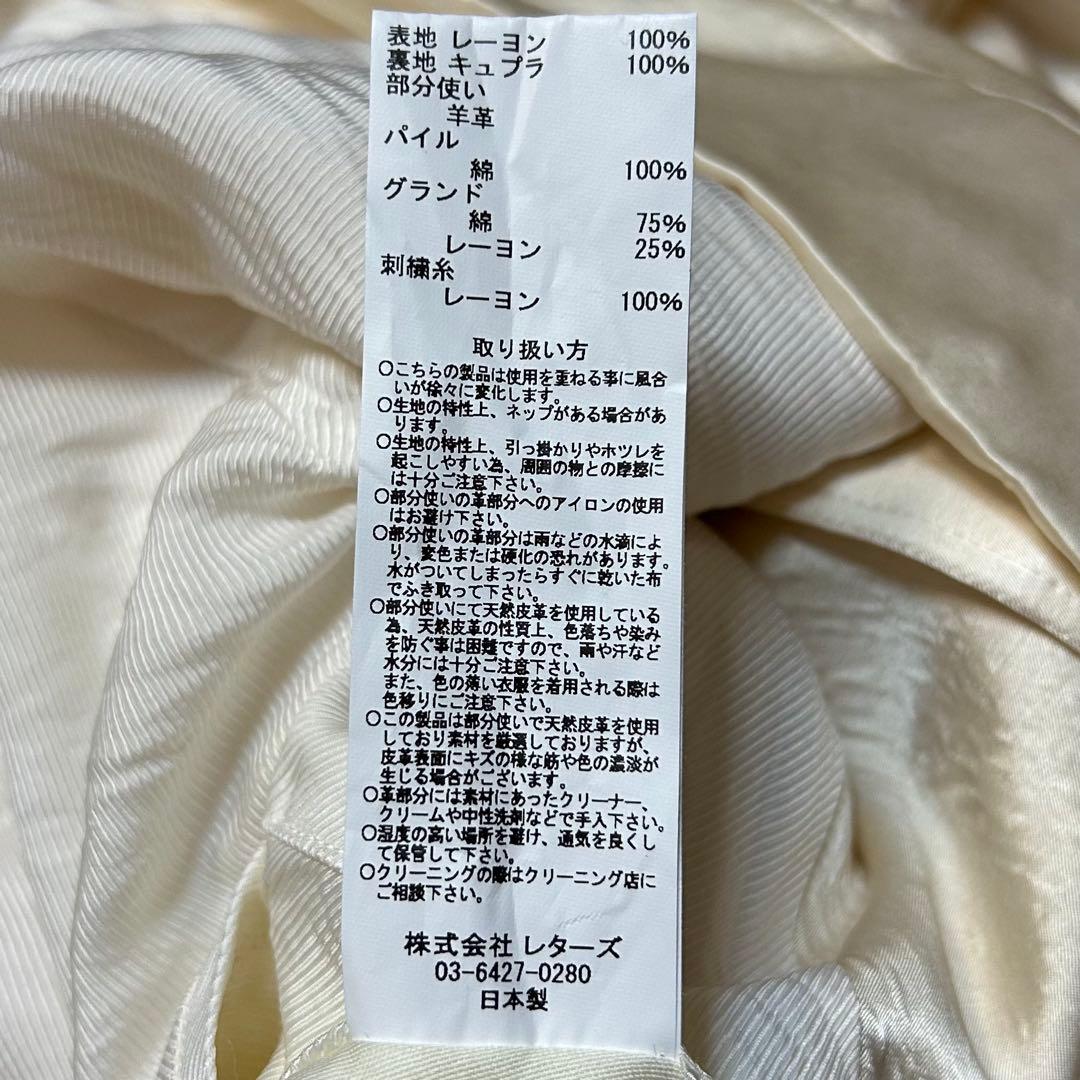 表地 レーヨン 100%
裏地 キュプラ 100%
部分使い
羊革
パイル
綿 100%
グランド
綿 75%
レーヨン 25%
刺繍糸
レーヨン 100%
取り扱い方
○こちらの製品は使用を重ねる事に風合
いが徐々に変化します。
○生地の特性上、ネップがある場合があ
ります。
○生地の特性上、引っ掛かりやホツレを
起こしやすい為、周囲の物との摩擦に
は十分ご注意下さい。
○部分使いの革部分へのアイロンの使用
はお避け下さい。
○部分使いの革部分は雨などの水滴によ
り、変色または硬化の恐れがあります。
水がついてしまったらすぐに乾いた布
でふき取って下さい。
○部分使いにて天然皮革を使用している
為、天然皮革の性質上、色落ちや染み
を防ぐ事は困難ですので、雨や汗など
水分には十分ご注意下さい。
また、色の薄い衣服を着用される際は
色移りにご注意下さい。
○この製品は部分使いで天然皮革を使用
しており素材を厳選しておりますが、
皮革表面にキズの様な筋や色の濃淡が
生じる場合がございます。
○革部分には素材にあったクリーナー、
クリームや中性洗剤などで手入下さい。
○湿度の高い場所を避け、通気を良くし
て保管して下さい。
○クリーニングの際はクリーニング店に
ご相談下さい。
株式会社 レターズ
03-6427-0280
日本製